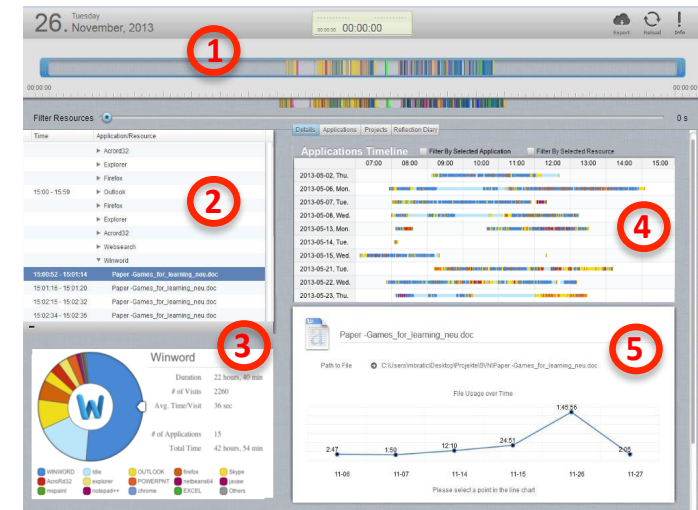 26. Tuesday
November, 2013
00:00:00 00:00:00
Export Reload Info
1
00:00:00 00:00:00
Filter Resources 0 s
Time Application/Resource
Acrord32
Explorer
Firefox
15:00 - 15:59 Outlook
Firefox
Explorer
Acrord32
Websearch
Winword
15:00:52 - 15:01:14 Paper -Games_for_learning_neu.doc
15:01:16 - 15:01:20 Paper -Games_for_learning_neu.doc
15:02:15 - 15:02:32 Paper -Games_for_learning_neu.doc
15:02:34 - 15:02:35 Paper -Games_for_learning_neu.doc
2
Details Applications Projects Reflection Diary
Applications Timeline Filter By Selected Application Filter By Selected Resource
07:00 08:00 09:00 10:00 11:00 12:00 13:00 14:00 15:00
2013-05-02, Thu.
2013-05-06, Mon.
2013-05-07, Tue.
2013-05-08, Wed.
2013-05-13, Mon.
2013-05-14, Tue.
2013-05-15, Wed.
2013-05-21, Tue.
2013-05-22, Wed.
2013-05-23, Thu.
4
3
W
Winword
Duration 22 hours, 40 min
# of Visits 2260
Avg. Time/Visit 36 sec
# of Applications 15
Total Time 42 hours, 54 min
WINWORD Idle OUTLOOK firefox Skype
AcroRd32 explorer POWERPNT netbeans64 javaw
mspaint notepad++ chrome EXCEL Others
5
a
Paper -Games_for_learning_neu.doc
Path to File C:\Users\mbratic\Desktop\Projekte\SVN\Paper -Games_for_learning_neu.doc
File Usage over Time
2:47 1:50 12:10 24:51 1:45:56 2:05
11-06 11-07 11-14 11-15 11-26 11-27
Please select a point in the line chart